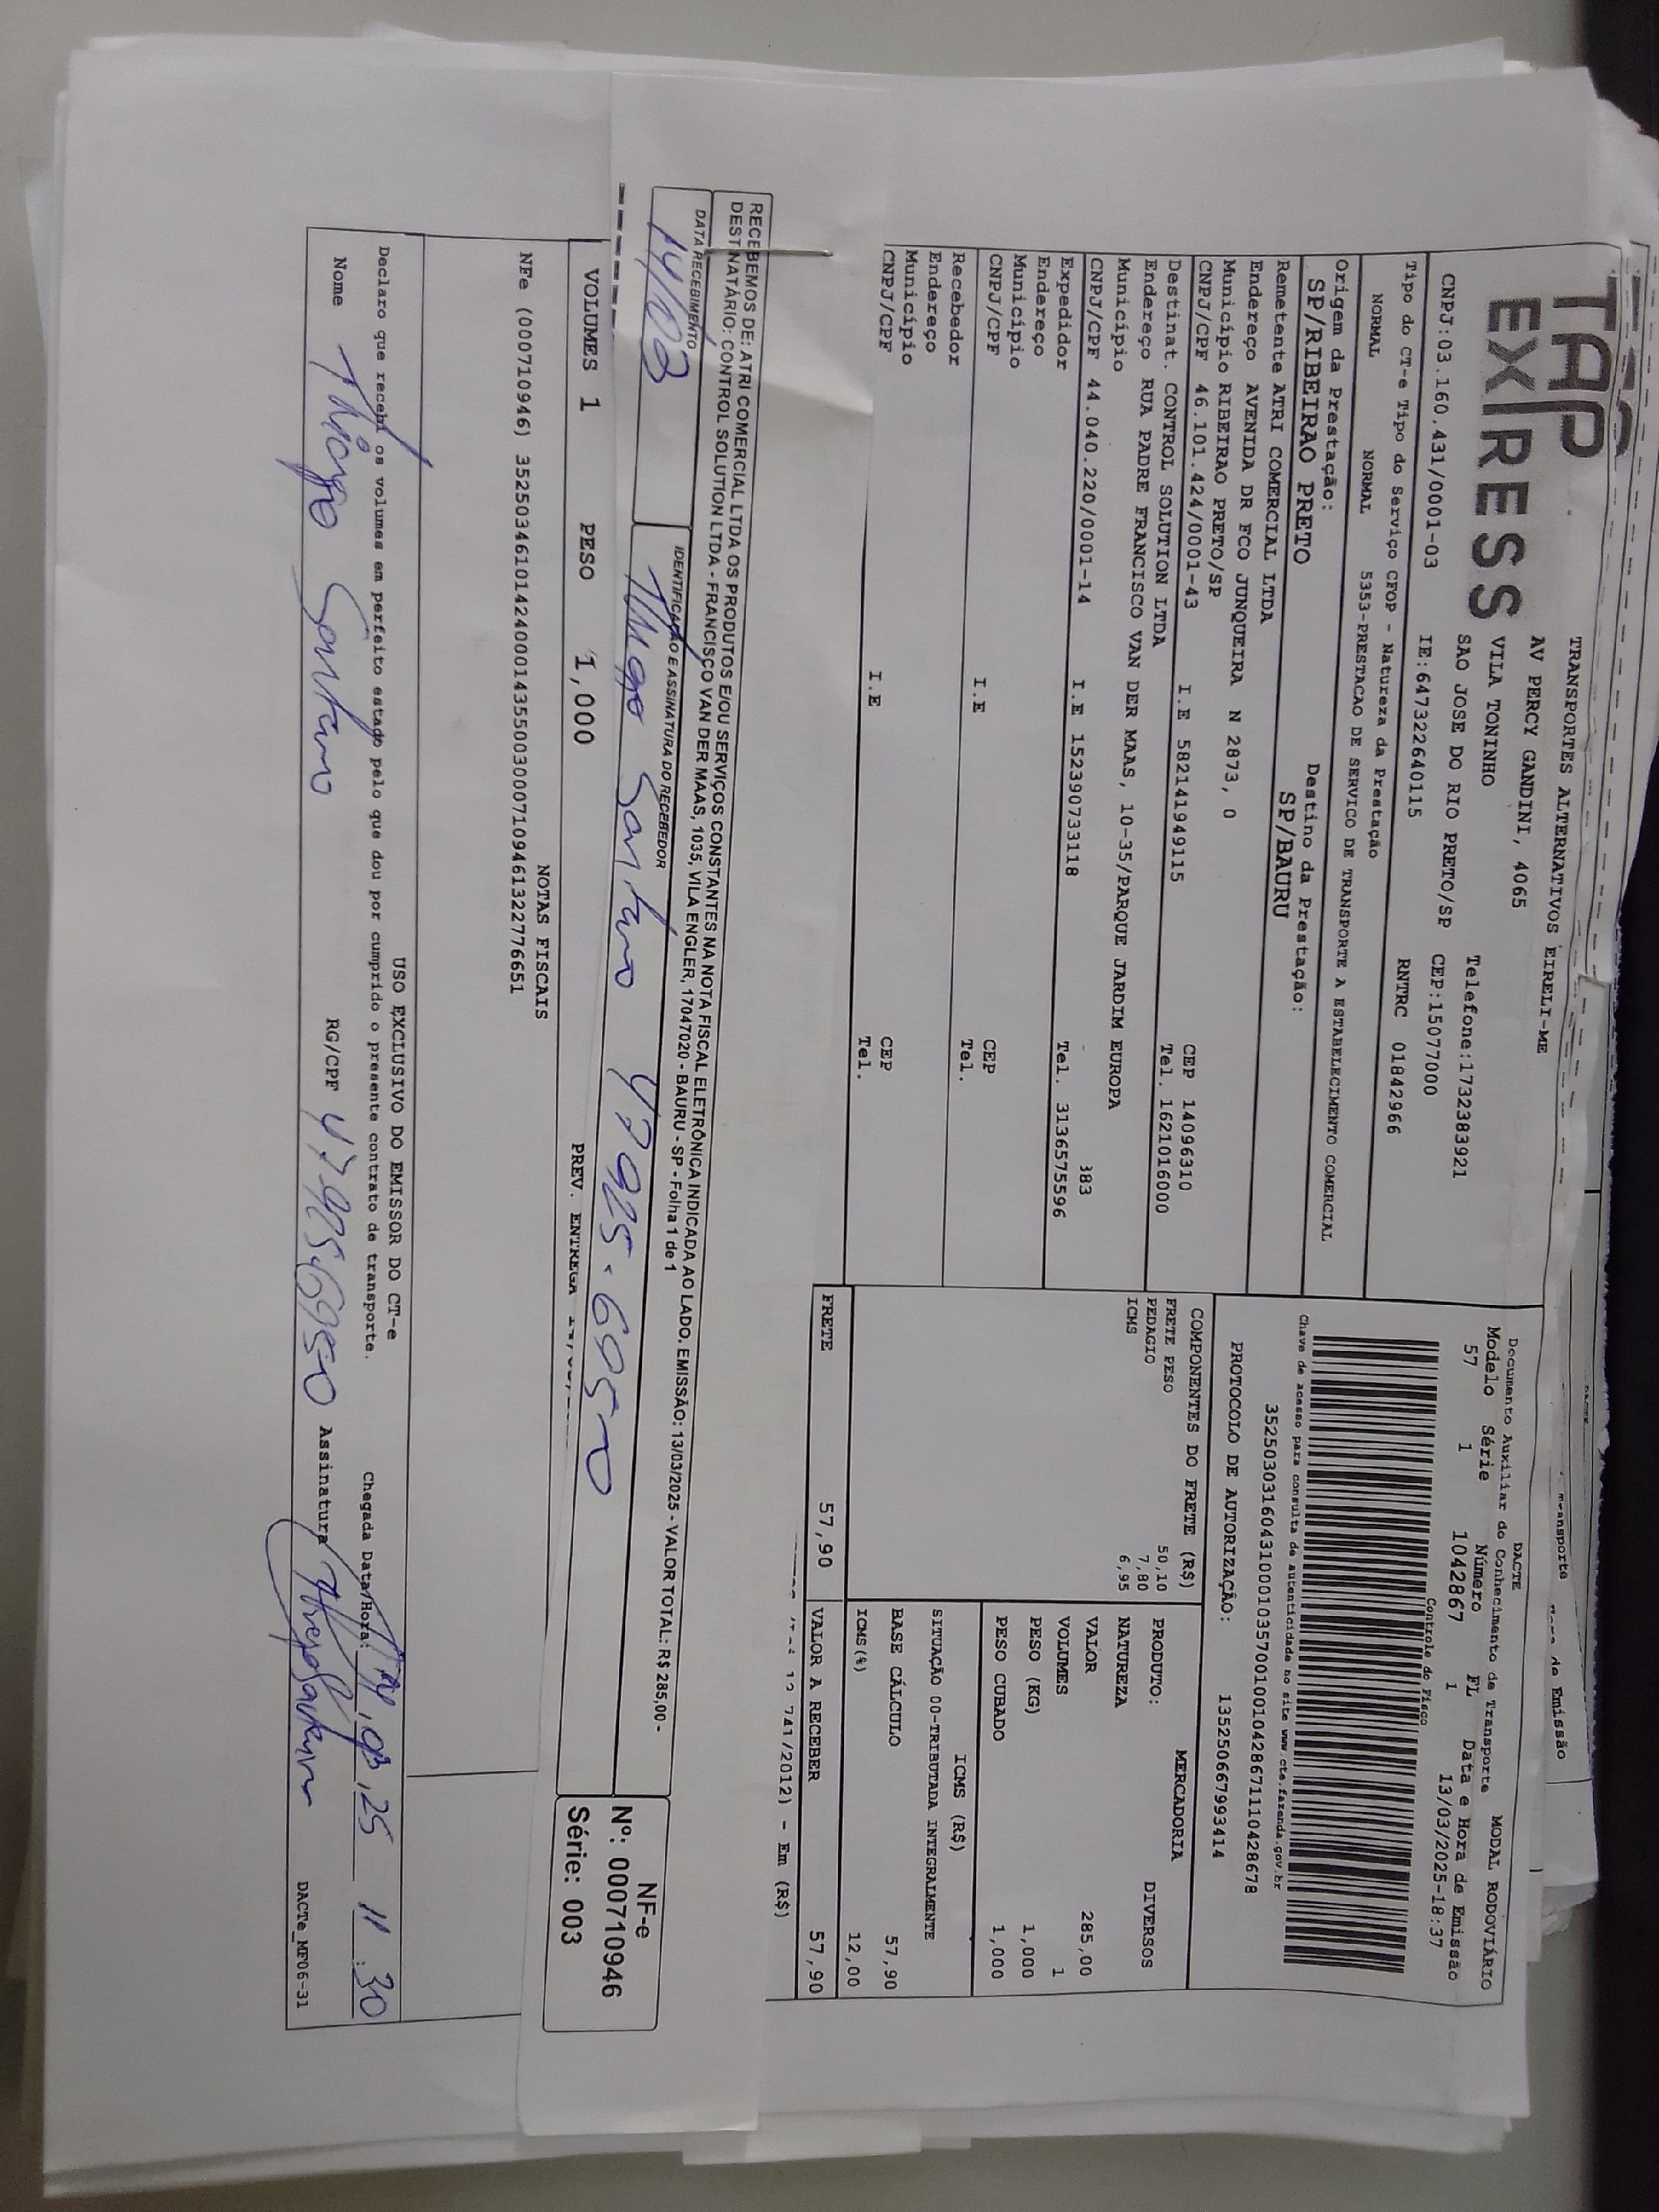 TAP
EXPRESS
TRANSPORTES ALTERNATIVOS EIRELI-ME
AV PERCY GANDINI, 4065
VILA TONINHO
SAO JOSE DO RIO PRETO/SP
Telefone:1732383921
CEP:15077000
CNPJ:03.160.431/0001-03
IE:647322640115
RNTRC 01842966
Tipo do CT-e Tipo do Serviço CFOP - Natureza da Prestação
NORMAL NORMAL 5353-PRESTACAO DE SERVICO DE TRANSPORTE A ESTABELECIMENTO COMERCIAL
Origem da Prestação: Destino da Prestação:
SP/RIBEIRAO PRETO SP/BAURU
Remetente ATRI COMERCIAL LTDA
Endereço AVENIDA DR FCO JUNQUEIRA N 2873, 0
Município RIBEIRAO PRETO/SP CEP 14096310
CNPJ/CPF 46.101.424/0001-43 I.E 582141949115 Tel. 1621016000
Destinat. CONTROL SOLUTION LTDA
Endereço RUA PADRE FRANCISCO VAN DER MAAS, 10-35/PARQUE JARDIM EUROPA
Município 383
CNPJ/CPF 44.040.220/0001-14 I.E 152390733118 Tel. 3136575596
Expedidor
Endereço
Município CEP
CNPJ/CPF I.E Tel.
Recebedor
Endereço
Município CEP
CNPJ/CPF I.E Tel.
DACTE
Documento Auxiliar do Conhecimento de Transporte MODAL RODOVIÁRIO
Modelo Série Número FL Data e Hora de Emissão
57 1 1042867 1 13/03/2025-18:37
Controle do Fisco
Chave de acesso para consulta de autenticidade no site www.cte.fazenda.gov.br
35250303160431000103570010010428671110428678
PROTOCOLO DE AUTORIZAÇÃO: 135250667993414
COMPONENTES DO FRETE (R$)
FRETE PESO 50,10
PEDAGIO 7,80
ICMS 6,95
MERCADORIA
PRODUTO: DIVERSOS
NATUREZA
VALOR 285,00
VOLUMES 1
PESO (KG) 1,000
PESO CUBADO 1,000
ICMS (R$)
SITUAÇÃO 00-TRIBUTADA INTEGRALMENTE
BASE CÁLCULO 57,90
ICMS(%) 12,00
FRETE 57,90 VALOR A RECEBER 57,90
12.741/2012) - Em (R$)
RECEBEMOS DE: ATRI COMERCIAL LTDA OS PRODUTOS E/OU SERVIÇOS CONSTANTES NA NOTA FISCAL ELETRÔNICA INDICADA AO LADO. EMISSÃO: 13/03/2025 - VALOR TOTAL: R$ 285,00 -
DESTINATÁRIO: CONTROL SOLUTION LTDA - FRANCISCO VAN DER MAAS, 1035, VILA ENGLER, 17047020 - BAURU - SP - Folha 1 de 1
DATA RECEBIMENTO IDENTIFICAÇÃO E ASSINATURA DO RECEBEDOR
14/03 Thiago Santano 47925.69550
NF-e
Nº: 000710946
Série: 003
VOLUMES 1 PESO 1,000 PREV. ENTREGA
NOTAS FISCAIS
NFe (000710946) 35250346101424000143550030007109461322776651
USO EXCLUSIVO DO EMISSOR DO CT-e
Declaro que recebi os volumes em perfeito estado pelo que dou por cumprido o presente contrato de transporte. Chegada Data/Hora: 14,03,25 11:30
Nome Thiago Santano RG/CPF Assinatura
DACTe_MP06-31